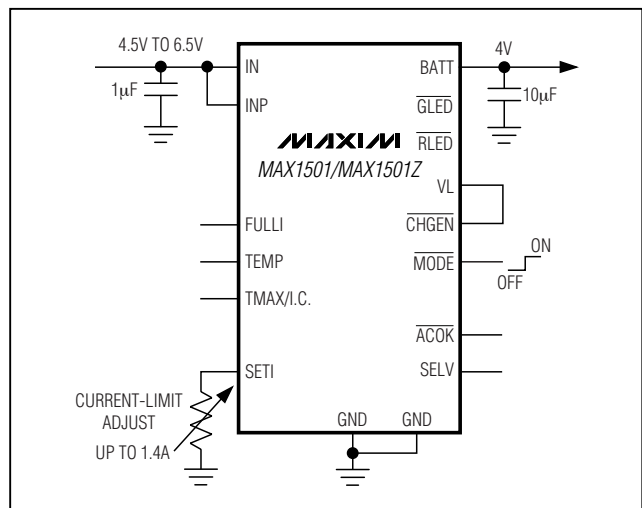 4.5V TO 6.5V
1µF
IN
INP
BATT
4V
10µF
GLED
RLED
MAXIM
MAX1501/MAX1501Z
VL
CHGEN
FULLI
TEMP
TMAX/I.C.
MODE
ON
OFF
ACOK
SELV
SETI
CURRENT-LIMIT
ADJUST
UP TO 1.4A
GND
GND